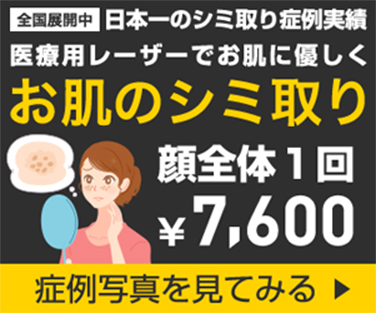 全国展開中 日本一のシミ取り症例実績
医療用レーザーでお肌に優しく
お肌のシミ取り
顔全体1回
¥7,600
症例写真を見てみる ▶